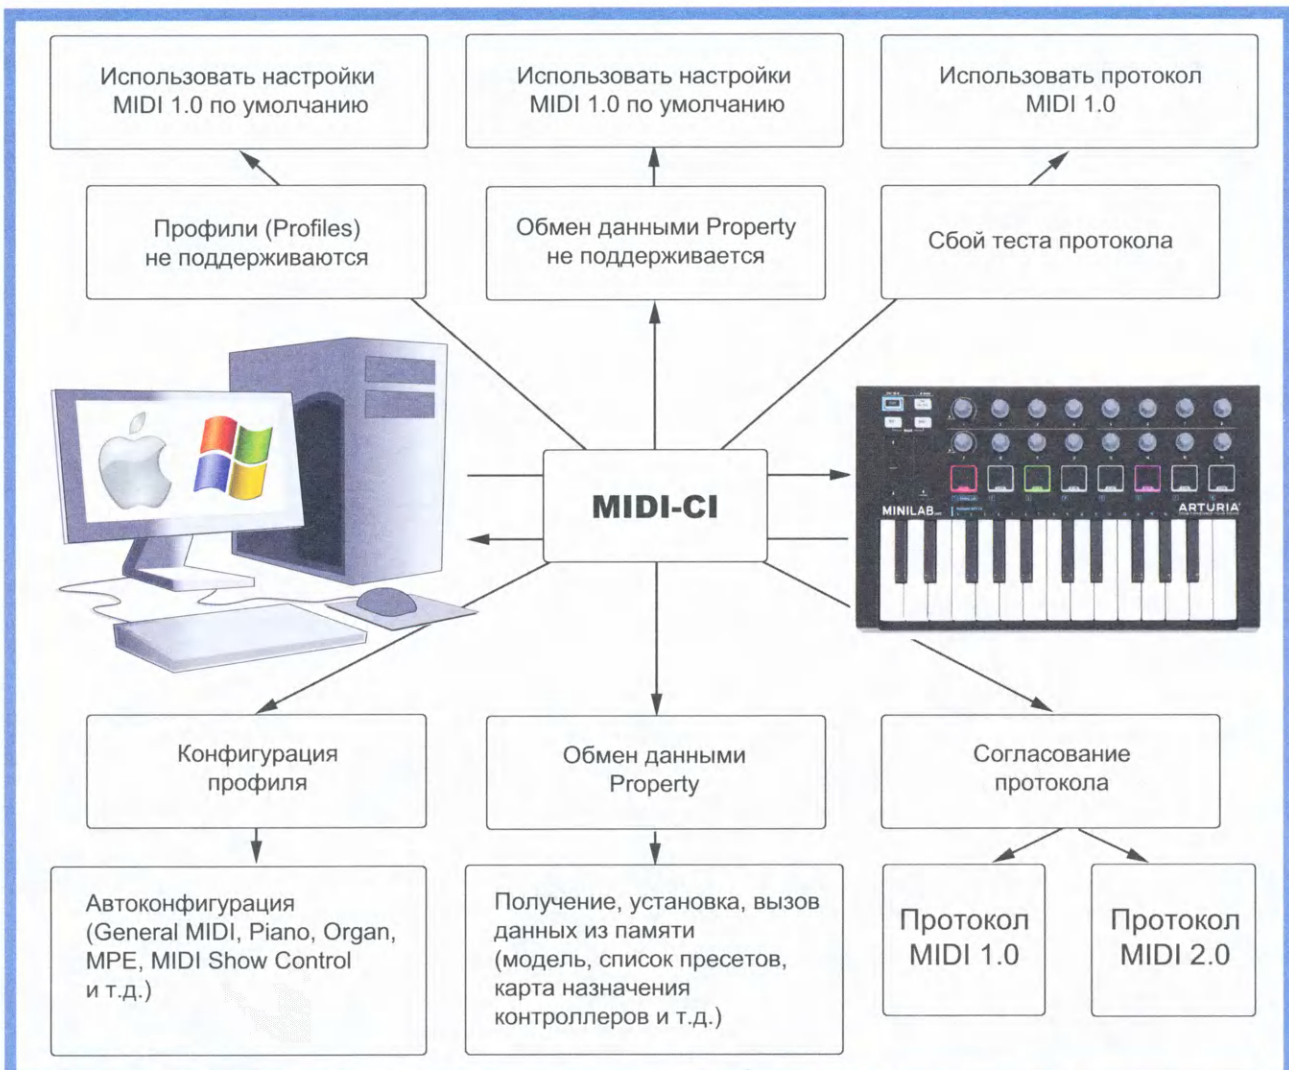 Использовать настройки
MIDI 1.0 по умолчанию
Использовать настройки
MIDI 1.0 по умолчанию
Использовать протокол
MIDI 1.0
Профили (Profiles)
не поддерживаются
Обмен данными Property
не поддерживается
Сбой теста протокола
MIDI-CI
MINILAB
ARTURIA
Конфигурация
профиля
Обмен данными
Property
Согласование
протокола
Автоконфигурация
(General MIDI, Piano, Organ,
MPE, MIDI Show Control
и т.д.)
Получение, установка, вызов
данных из памяти
(модель, список пресетов,
карта назначения
контроллеров и т.д.)
Протокол
MIDI 1.0
Протокол
MIDI 2.0